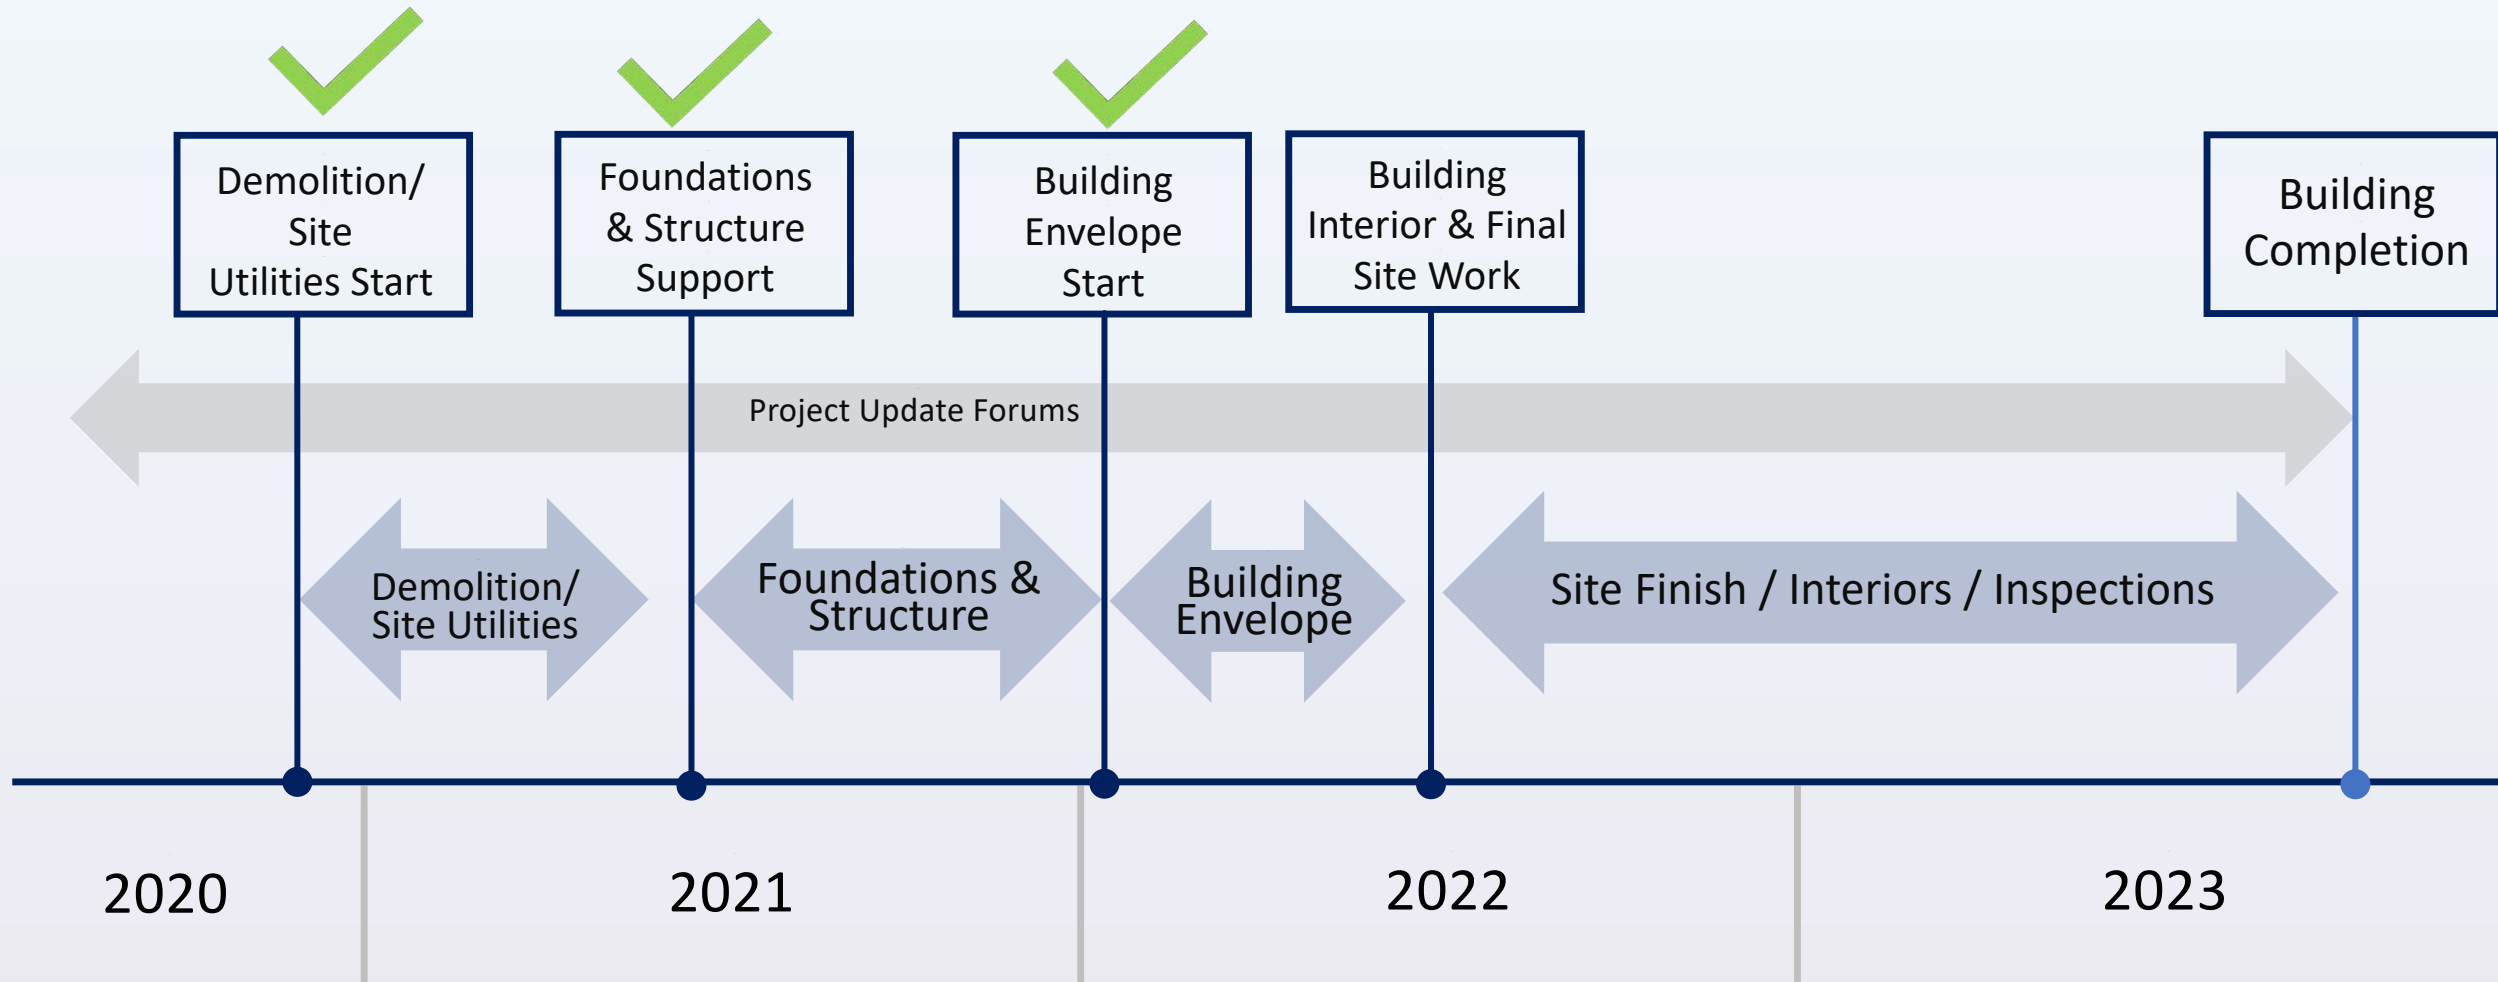 Demolition/
Site
Utilities Start
Foundations
& Structure
Support
Building
Envelope
Start
Building
Interior & Final
Site Work
Building
Completion
Project Update Forums
Demolition/
Site Utilities
Foundations &
Structure
Building
Envelope
Site Finish / Interiors / Inspections
2020
2021
2022
2023